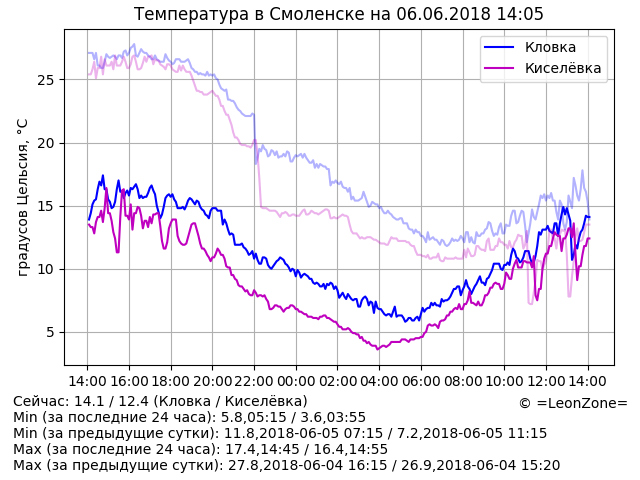 Температура в Смоленске на 06.06.2018 14:05
Кловка
Киселёвка
градусов Цельсия, °C
25
20
15
10
5
14:00 16:00 18:00 20:00 22:00 00:00 02:00 04:00 06:00 08:00 10:00 12:00 14:00
Сейчас: 14.1 / 12.4 (Кловка / Киселёвка)
© =LeonZone=
Min (за последние 24 часа): 5.8,05:15 / 3.6,03:55
Min (за предыдущие сутки): 11.8,2018-06-05 07:15 / 7.2,2018-06-05 11:15
Max (за последние 24 часа): 17.4,14:45 / 16.4,14:55
Max (за предыдущие сутки): 27.8,2018-06-04 16:15 / 26.9,2018-06-04 15:20